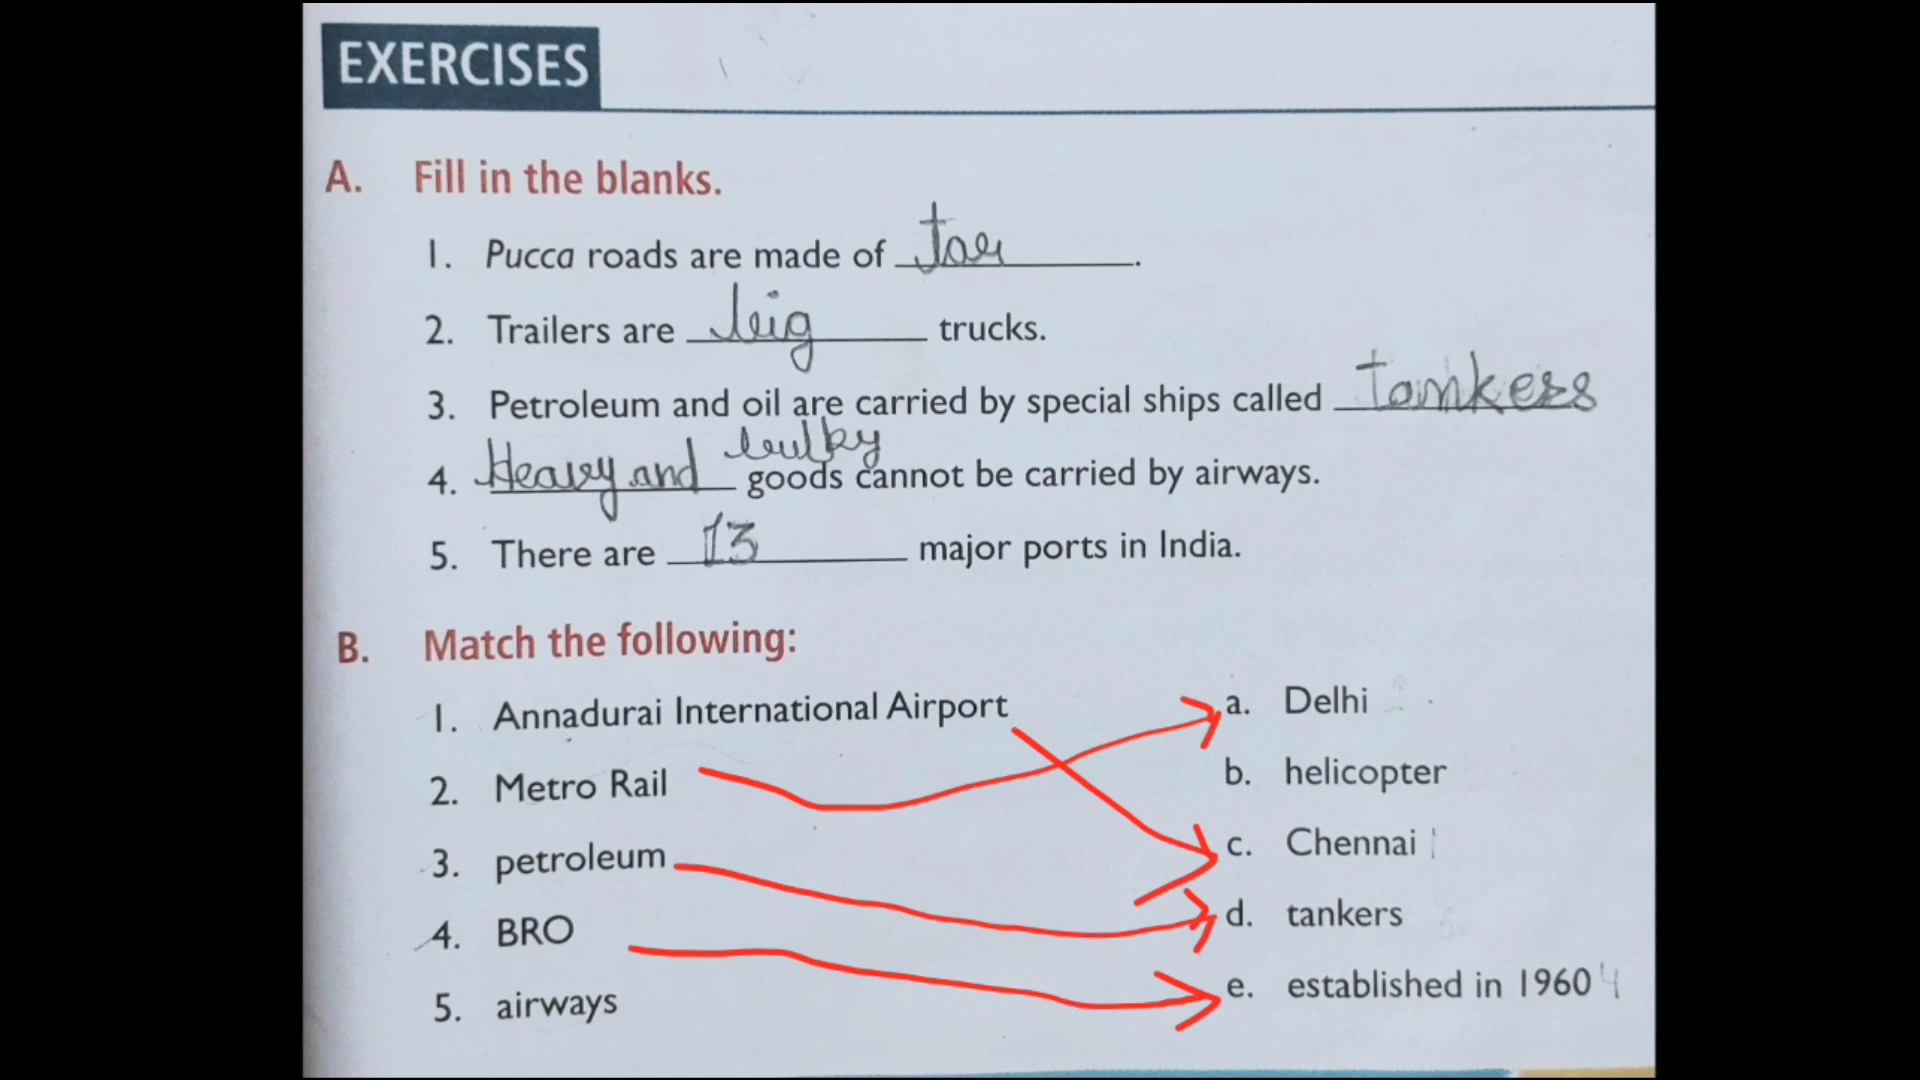 EXERCISES
A. Fill in the blanks.
1. Pucca roads are made of tar.
2. Trailers are big trucks.
3. Petroleum and oil are carried by special ships called tankers
4. Heavy and bulky goods cannot be carried by airways.
5. There are 13 major ports in India.
B. Match the following:
1. Annadurai International Airport a. Delhi
2. Metro Rail b. helicopter
3. petroleum c. Chennai 1
4. BRO d. tankers
5. airways e. established in 1960 4